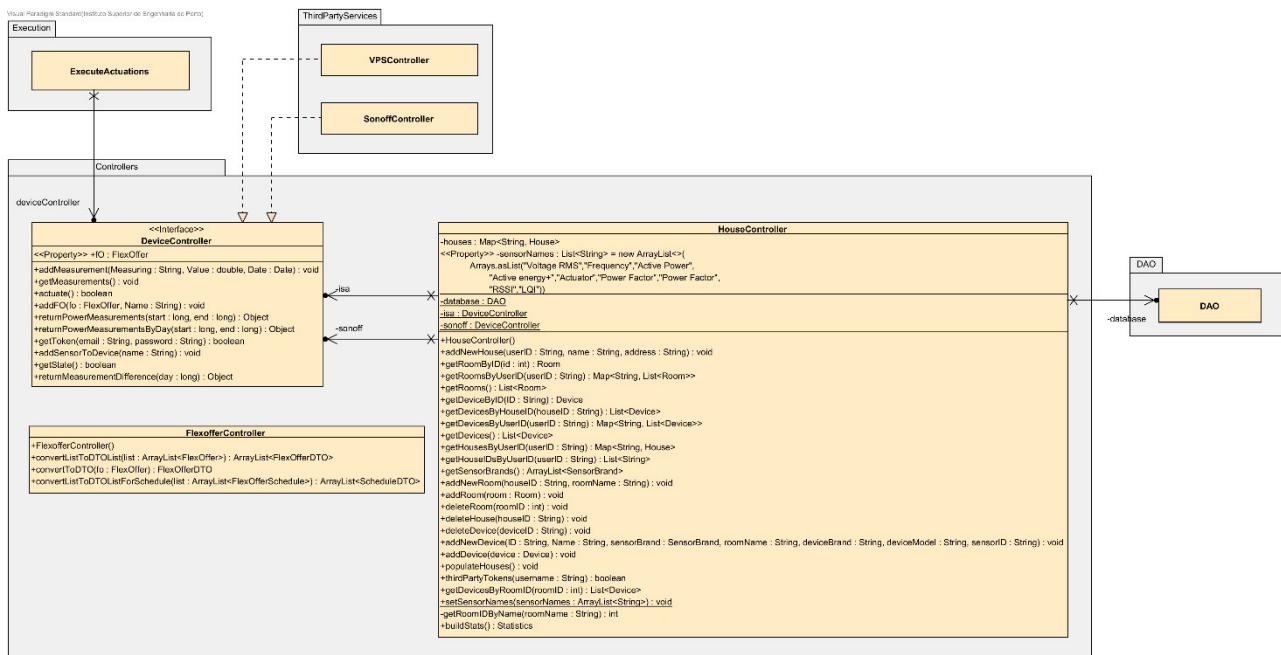 Visual Paradigm Standard(Instituto Superior de Engenharia do Porto)
Execution
ExecuteActuations
ThirdPartyServices
VPSController
SonoffController
Controllers
deviceController
<<Interface>>
DeviceController
<<Property>> +fO : FlexOffer
+addMeasurement(Measuring : String, Value : double, Date : Date) : void
+getMeasurements() : void
+actuate() : boolean
+addFO(fo : FlexOffer, Name : String) : void
+returnPowerMeasurements(start : long, end : long) : Object
+returnPowerMeasurementsByDay(start : long, end : long) : Object
+getToken(email : String, password : String) : boolean
+addSensorToDevice(name : String) : void
+getState() : boolean
+returnMeasurementDifference(day : long) : Object
-isa
-sonoff
FlexofferController
+FlexofferController()
+convertListToDTOList(list : ArrayList<FlexOffer>) : ArrayList<FlexOfferDTO>
+convertToDTO(fo : FlexOffer) : FlexOfferDTO
+convertListToDTOListForSchedule(list : ArrayList<FlexOfferSchedule>) : ArrayList<ScheduleDTO>
HouseController
-houses : Map<String, House>
<<Property>> -sensorNames : List<String> = new ArrayList<>(
Arrays.asList("Voltage RMS","Frequency","Active Power",
"Active energy+","Actuator","Power Factor","Power Factor",
"RSSI","LQI"))
-database : DAO
-isa : DeviceController
-sonoff : DeviceController
+HouseController()
+addNewHouse(userID : String, name : String, address : String) : void
+getRoomByID(id : int) : Room
+getRoomsByUserID(userID : String) : Map<String, List<Room>>
+getRooms() : List<Room>
+getDeviceByID(ID : String) : Device
+getDevicesByHouseID(houseID : String) : List<Device>
+getDevicesByUserID(userID : String) : Map<String, List<Device>>
+getDevices() : List<Device>
+getHousesByUserID(userID : String) : Map<String, House>
+getHouseIDsByUserID(userID : String) : List<String>
+getSensorBrands() : ArrayList<SensorBrand>
+addNewRoom(houseID : String, roomName : String) : void
+addRoom(room : Room) : void
+deleteRoom(roomID : int) : void
+deleteHouse(houseID : String) : void
+deleteDevice(deviceID : String) : void
+addNewDevice(ID : String, Name : String, sensorBrand : SensorBrand, roomName : String, deviceBrand : String, deviceModel : String, sensorID : String) : void
+addDevice(device : Device) : void
+populateHouses() : void
+thirdPartyTokens(username : String) : boolean
+getDevicesByRoomID(roomID : int) : List<Device>
+setSensorNames(sensorNames : ArrayList<String>) : void
-getRoomIDByName(roomName : String) : int
+buildStats() : Statistics
DAO
DAO
-database